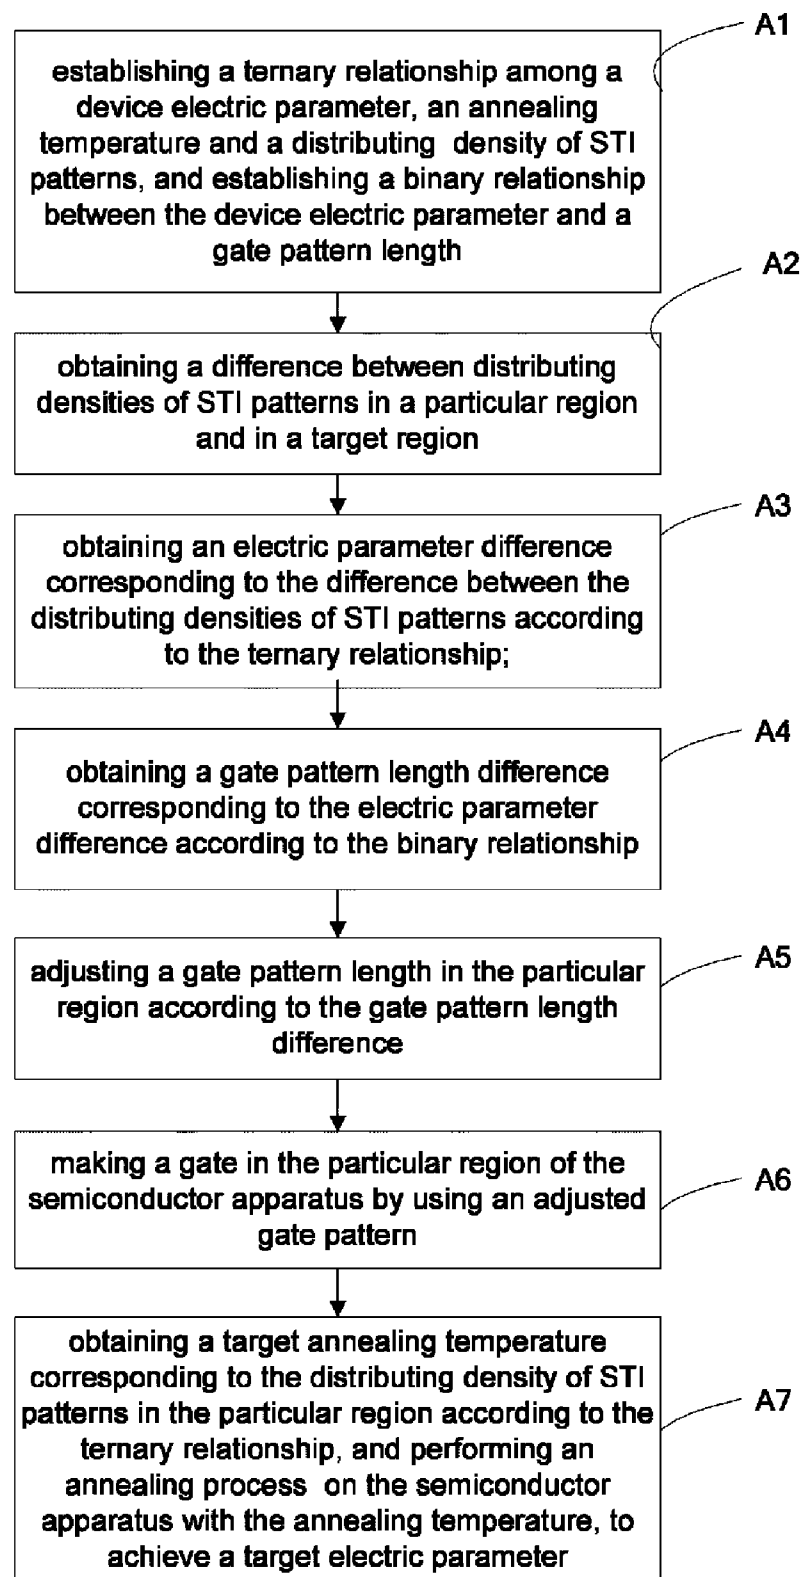 A1
establishing a ternary relationship among a
device electric parameter, an annealing
temperature and a distributing density of STI
patterns, and establishing a binary relationship
between the device electric parameter and a
gate pattern length
A2
obtaining a difference between distributing
densities of STI patterns in a particular region
and in a target region
A3
obtaining an electric parameter difference
corresponding to the difference between the
distributing densities of STI patterns according
to the ternary relationship;
A4
obtaining a gate pattern length difference
corresponding to the electric parameter
difference according to the binary relationship
A5
adjusting a gate pattern length in the particular
region according to the gate pattern length
difference
A6
making a gate in the particular region of the
semiconductor apparatus by using an adjusted
gate pattern
A7
obtaining a target annealing temperature
corresponding to the distributing density of STI
patterns in the particular region according to the
ternary relationship, and performing an
annealing process on the semiconductor
apparatus with the annealing temperature, to
achieve a target electric parameter